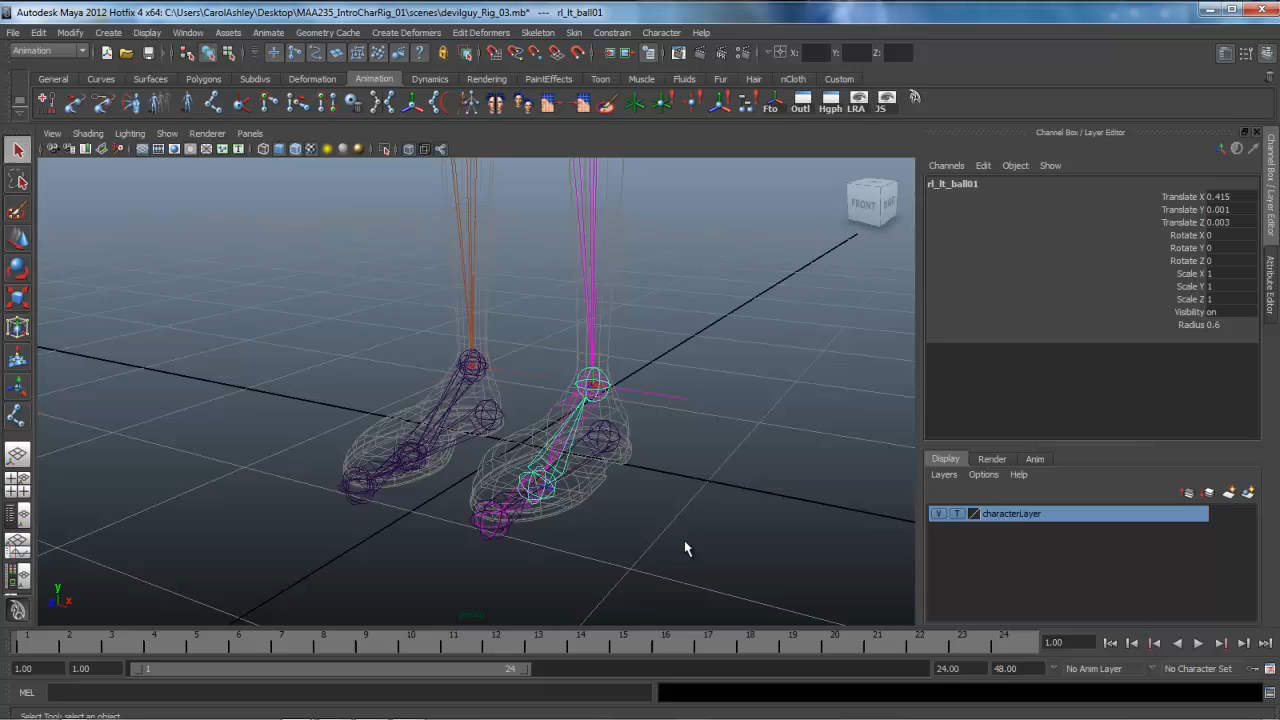 Autodesk Maya 2012 Hotfix 4 x64: C:\Users\CarolAshley\Desktop\MAA235_IntroCharRig_01\scenes\devilguy_Rig_03.mb* --- rl_lt_ball01
File Edit Modify Create Display Window Assets Animate Geometry Cache Create Deformers Edit Deformers Skeleton Skin Constrain Character Help
Animation X: Y: Z:
General Curves Surfaces Polygons Subdivs Deformation Animation Dynamics Rendering PaintEffects Toon Muscle Fluids Fur Hair nCloth Custom
Fto Outl Hgph LRA JS
View Shading Lighting Show Renderer Panels
Channel Box / Layer Editor
Channels Edit Object Show
rl_lt_ball01
Translate X 0.415
Translate Y 0.001
Translate Z 0.003
Rotate X 0
Rotate Y 0
Rotate Z 0
Scale X 1
Scale Y 1
Scale Z 1
Visibility on
Radius 0.6
FRONT
Channel Box / Layer Editor
Attribute Editor
Display Render Anim
Layers Options Help
V T characterLayer
y
z x
persp
1 2 3 4 5 6 7 8 9 10 11 12 13 14 15 16 17 18 19 20 21 22 23 24 1.00
1.00 1.00 1 24 24.00 48.00 No Anim Layer No Character Set
MEL
Select Tool: select an object